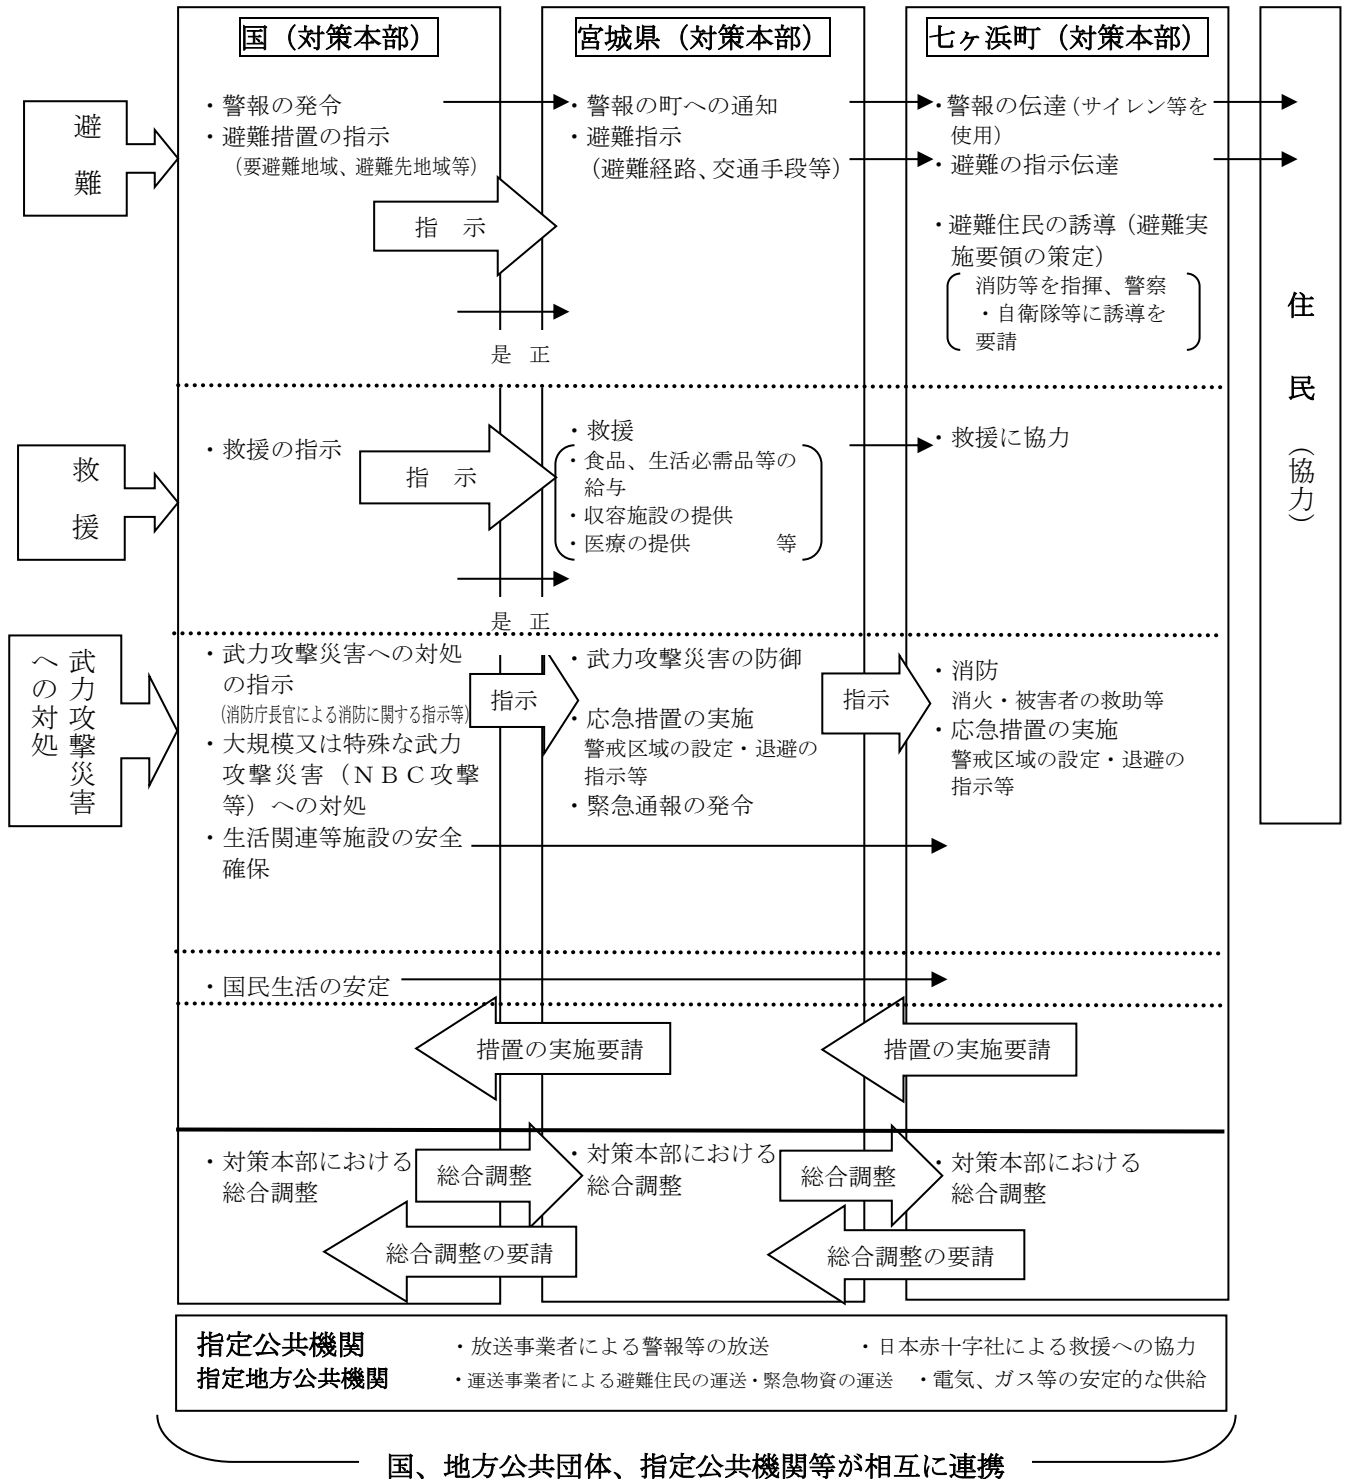 国（対策本部）
宮城県（対策本部）
七ヶ浜町（対策本部）
避
難
・警報の発令
・避難措置の指示
（要避難地域、避難先地域等）
指　示
是　正
・警報の町への通知
・避難指示
（避難経路、交通手段等）
・警報の伝達（サイレン等を
使用）
・避難の指示伝達
・避難住民の誘導（避難実
施要領の策定）
消防等を指揮、警察
・自衛隊等に誘導を
要請
住
民
（協力）
救
援
・救援の指示
指　示
是　正
・救援
・食品、生活必需品等の
給与
・収容施設の提供
・医療の提供　　　　等
・救援に協力
武力攻撃災害
への対処
・武力攻撃災害への対処
の指示
（消防庁長官による消防に関する指示等）
・大規模又は特殊な武力
攻撃災害（ＮＢＣ攻撃
等）への対処
・生活関連等施設の安全
確保
指示
・武力攻撃災害の防御
・応急措置の実施
警戒区域の設定・退避の
指示等
・緊急通報の発令
指示
・消防
消火・被害者の救助等
・応急措置の実施
警戒区域の設定・退避の
指示等
・国民生活の安定
措置の実施要請
措置の実施要請
・対策本部における
総合調整
総合調整
・対策本部における
総合調整
総合調整
・対策本部における
総合調整
総合調整の要請
総合調整の要請
指定公共機関
・放送事業者による警報等の放送
・日本赤十字社による救援への協力
指定地方公共機関
・運送事業者による避難住民の運送・緊急物資の運送
・電気、ガス等の安定的な供給
国、地方公共団体、指定公共機関等が相互に連携